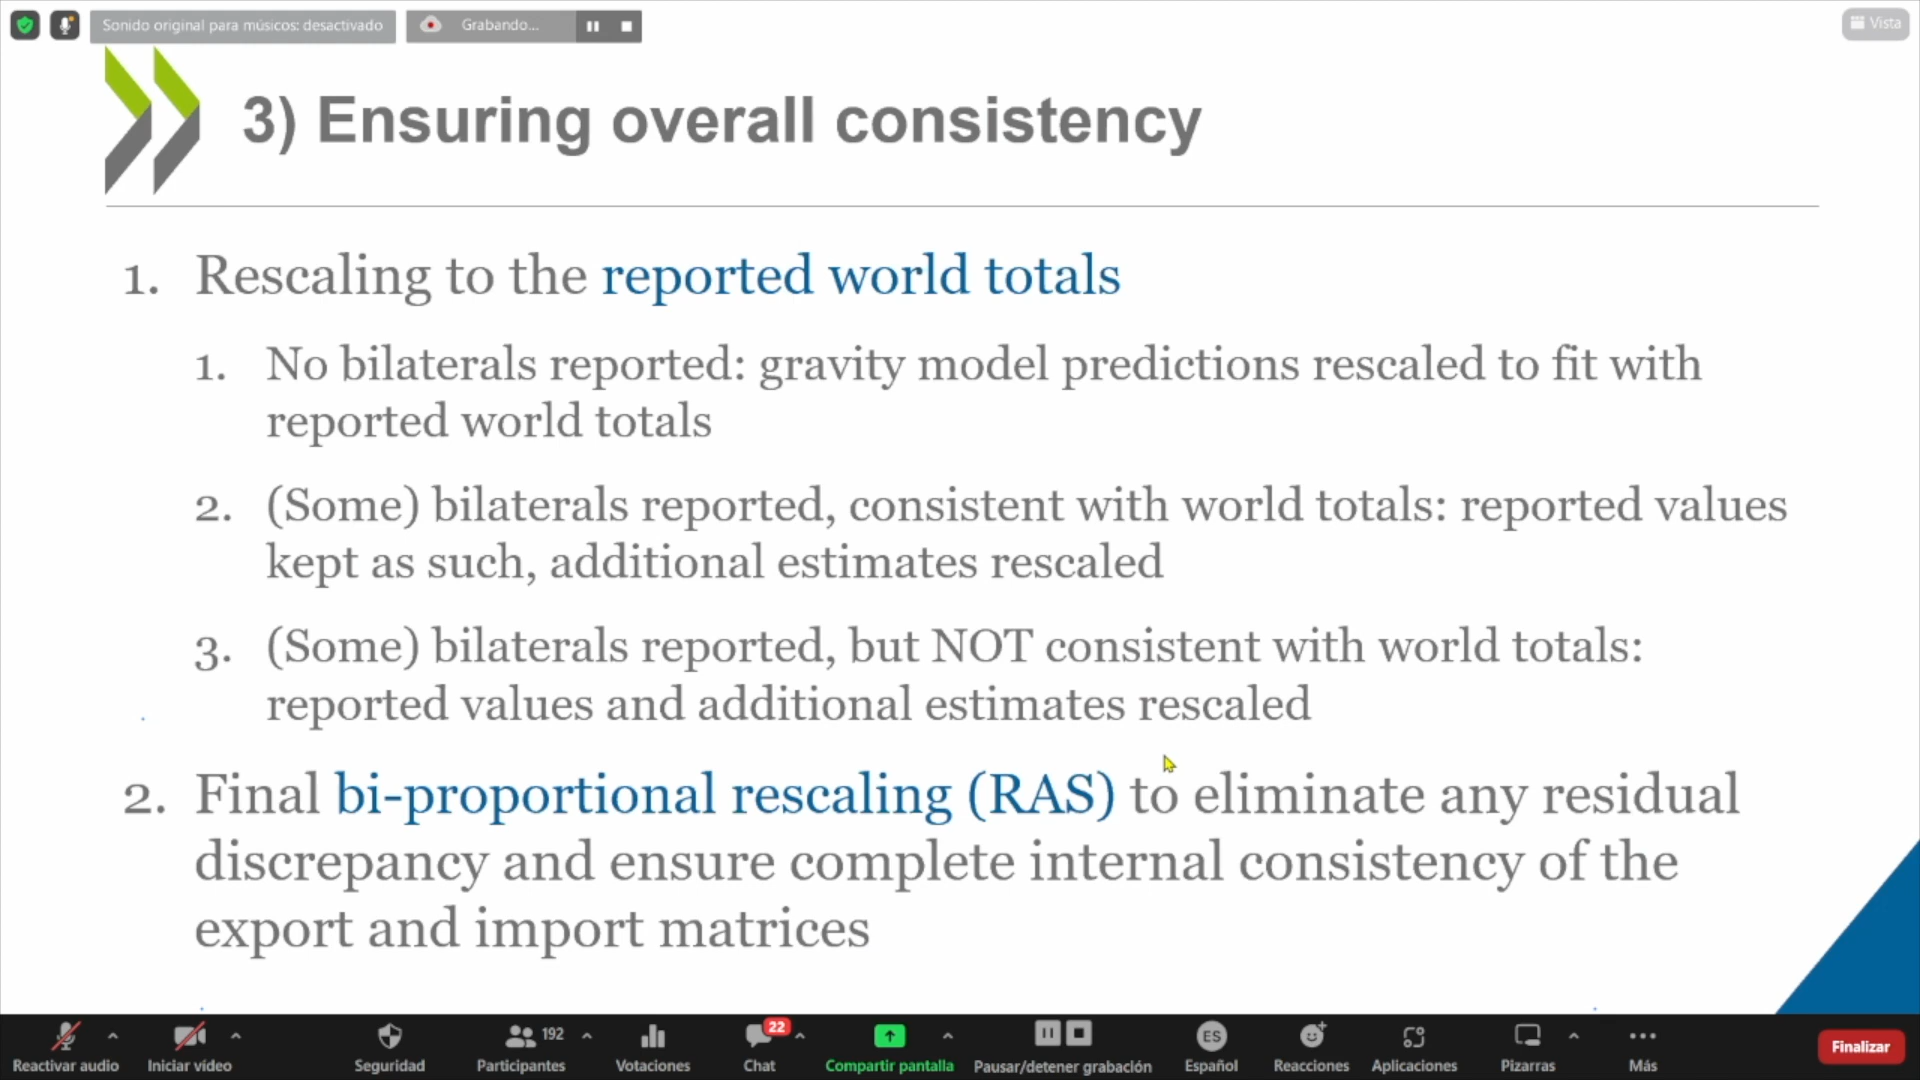 Sonido original para músicos: desactivado
Grabando...
Vista
3) Ensuring overall consistency
1. Rescaling to the reported world totals
1. No bilaterals reported: gravity model predictions rescaled to fit with
reported world totals
2. (Some) bilaterals reported, consistent with world totals: reported values
kept as such, additional estimates rescaled
3. (Some) bilaterals reported, but NOT consistent with world totals:
reported values and additional estimates rescaled
2. Final bi-proportional rescaling (RAS) to eliminate any residual
discrepancy and ensure complete internal consistency of the
export and import matrices
192
22
ES
Reactivar audio
Iniciar vídeo
Seguridad
Participantes
Votaciones
Chat
Compartir pantalla
Pausar/detener grabación
Español
Reacciones
Aplicaciones
Pizarras
Más
Finalizar